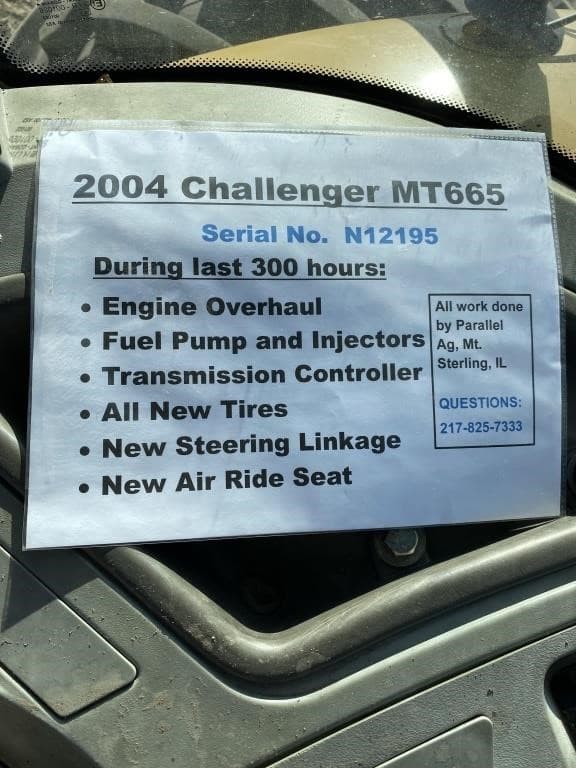 2004 Challenger MT665
Serial No. N12195
During last 300 hours:
• Engine Overhaul
• Fuel Pump and Injectors
• Transmission Controller
• All New Tires
• New Steering Linkage
• New Air Ride Seat
All work done
by Parallel
Ag, Mt.
Sterling, IL
QUESTIONS:
217-825-7333